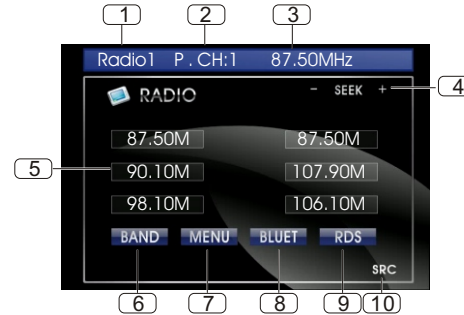 1 2 3
Radio1 P . CH:1 87.50MHz
RADIO - SEEK + 4
87.50M 87.50M
5 90.10M 107.90M
98.10M 106.10M
BAND MENU BLUET RDS
SRC
6 7 8 9 10